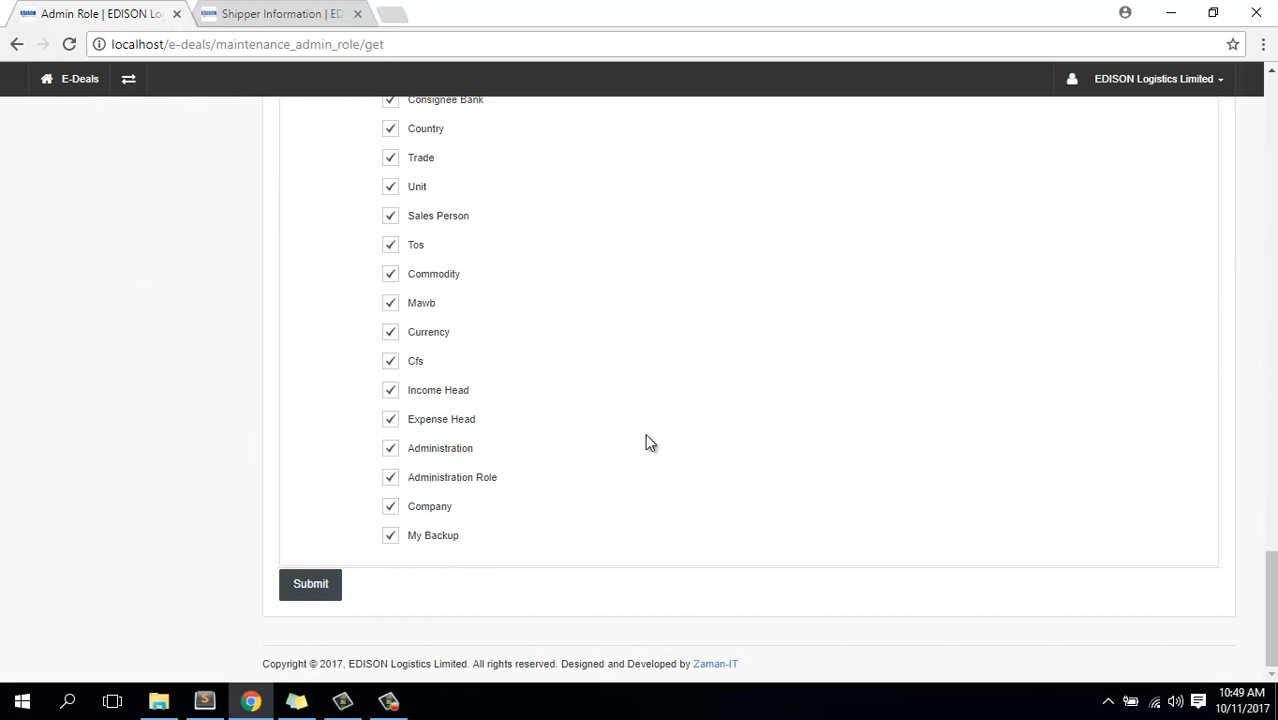 Admin Role | EDISON Lo
Shipper Information | ED
localhost/e-deals/maintenance_admin_role/get
E-Deals
EDISON Logistics Limited
Consignee Bank
Country
Trade
Unit
Sales Person
Tos
Commodity
Mawb
Currency
Cfs
Income Head
Expense Head
Administration
Administration Role
Company
My Backup
Submit
Copyright © 2017, EDISON Logistics Limited. All rights reserved. Designed and Developed by Zaman-IT
10:49 AM
10/11/2017